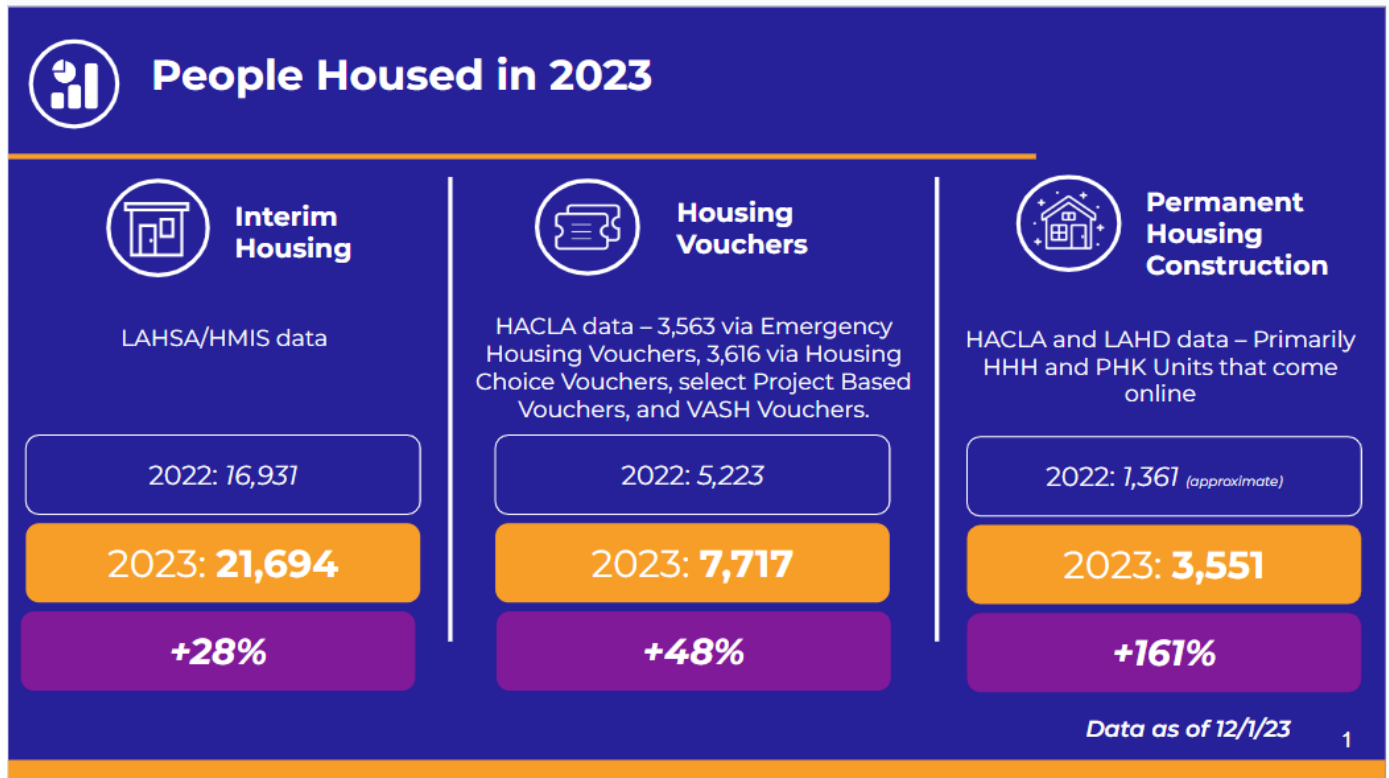 People Housed in 2023
Interim
Housing
LAHSA/HMIS data
2022: 16,931
2023: 21,694
+28%
Housing
Vouchers
HACLA data – 3,563 via Emergency
Housing Vouchers, 3,616 via Housing
Choice Vouchers, select Project Based
Vouchers, and VASH Vouchers.
2022: 5,223
2023: 7,717
+48%
Permanent
Housing
Construction
HACLA and LAHD data – Primarily
HHH and PHK Units that come
online
2022: 1,361 (approximate)
2023: 3,551
+161%
Data as of 12/1/23
1